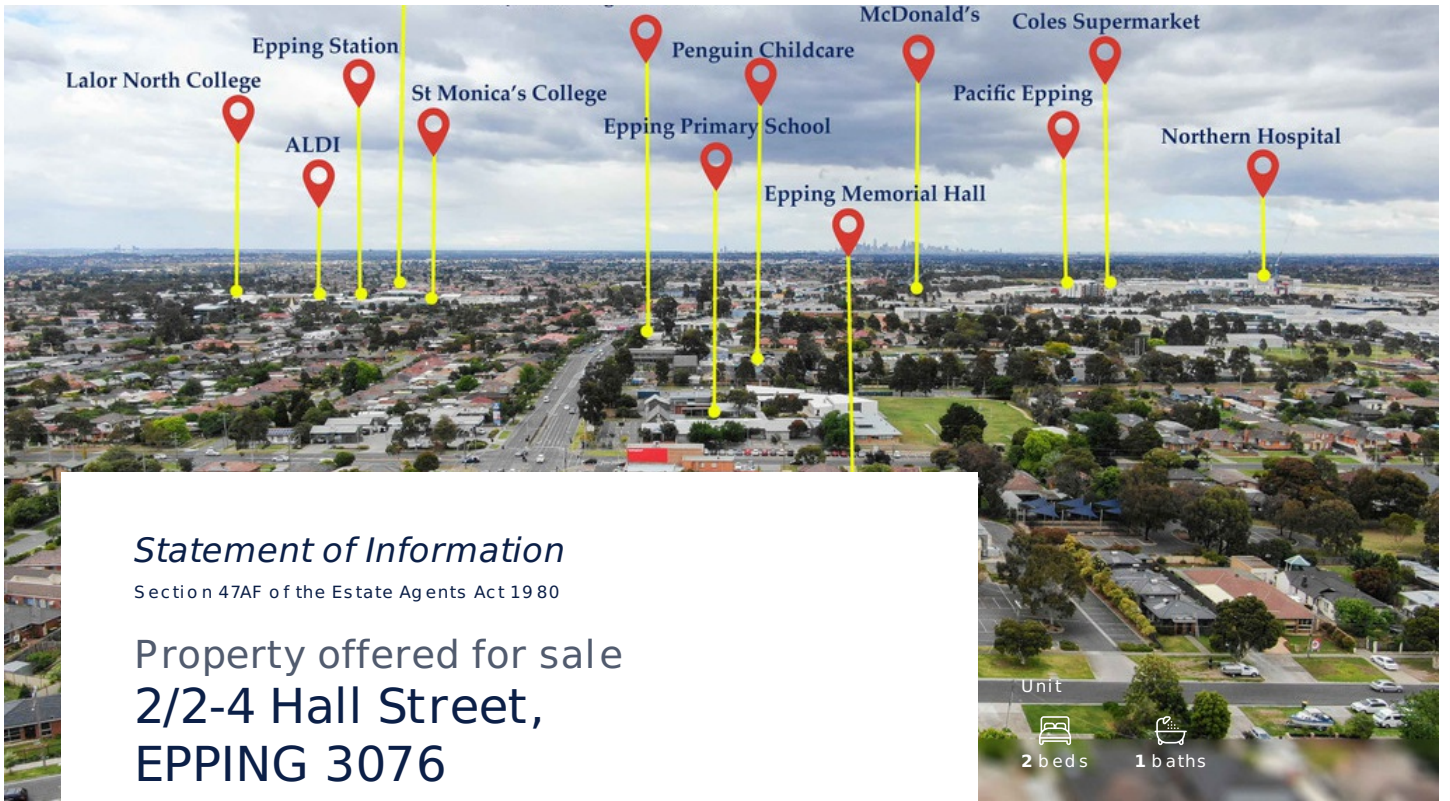 McDonald's
Coles Supermarket
Epping Station
Penguin Childcare
Lalor North College
St Monica's College
Pacific Epping
Epping Primary School
Northern Hospital
ALDI
Epping Memorial Hall
Statement of Information
Section 47AF of the Estate Agents Act 1980
Property offered for sale
2/2-4 Hall Street,
EPPING 3076
Unit
2 beds
1 baths